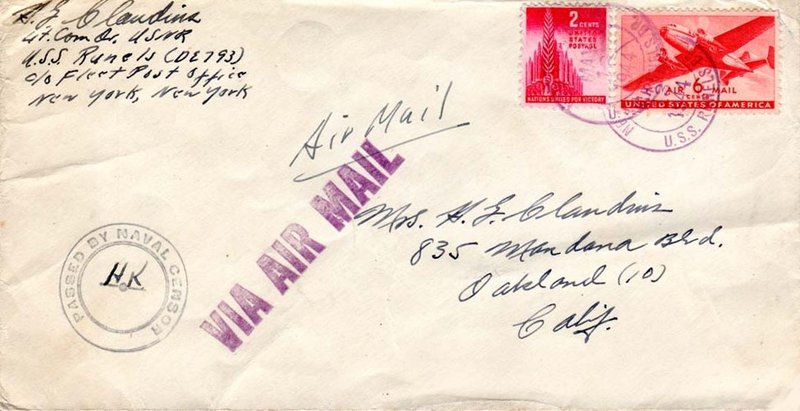 H. E. Claudius
Lt. Comdr. USNR
U.S.S. Runels (DE793)
c/o Fleet Post Office
New York, New York
2 CENTS
UNITED
STATES
POSTAGE
NATIONS UNITED FOR VICTORY
AIR 6 MAIL
CENTS
UNITED STATES OF AMERICA
U.S.S.
Air Mail
VIA AIR MAIL
PASSED BY NAVAL CENSOR
H.K
Mrs. H. E. Claudius
835 Mandana Blvd.
Oakland (10)
Calif.